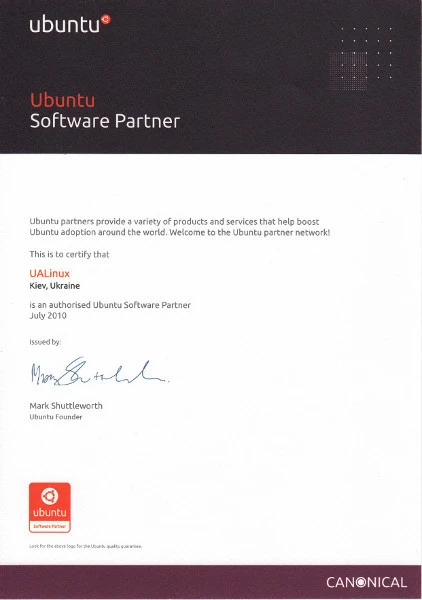 ubuntu
Ubuntu
Software Partner
Ubuntu partners provide a variety of products and services that help boost
Ubuntu adoption around the world. Welcome to the Ubuntu partner network!
This is to certify that
UALinux
Kiev, Ukraine
is an authorised Ubuntu Software Partner
July 2010
Issued by:
Mark Shuttleworth
Mark Shuttleworth
Ubuntu Founder
ubuntu
Software Partner
Look for the above logo for the Ubuntu quality guarantee.
CANONICAL